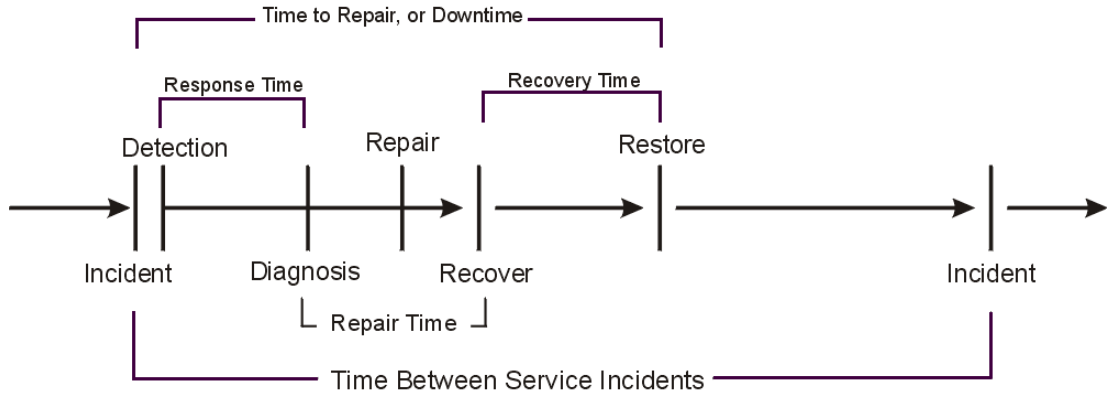 Time to Repair, or Downtime
Response Time
Recovery Time
Detection
Repair
Restore
Incident
Diagnosis
Recover
Incident
Repair Time
Time Between Service Incidents